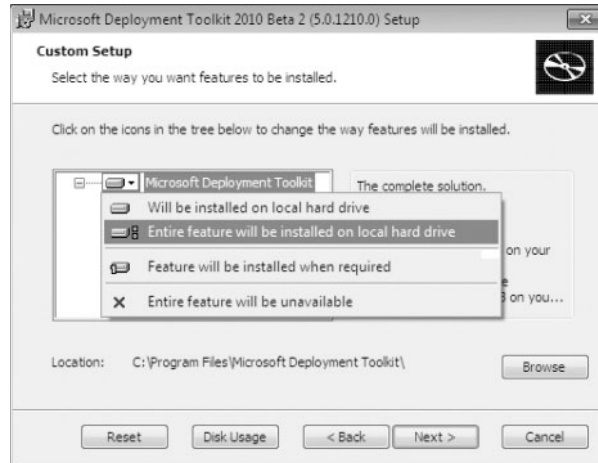 Microsoft Deployment Toolkit 2010 Beta 2 (5.0.1210.0) Setup
Custom Setup
Select the way you want features to be installed.
Click on the icons in the tree below to change the way features will be installed.
Microsoft Deployment Toolkit
The complete solution.
Will be installed on local hard drive
Entire feature will be installed on local hard drive
on your
Feature will be installed when required
e
on you...
Entire feature will be unavailable
Location: C:\Program Files\Microsoft Deployment Toolkit\
Browse
Reset
Disk Usage
< Back
Next >
Cancel